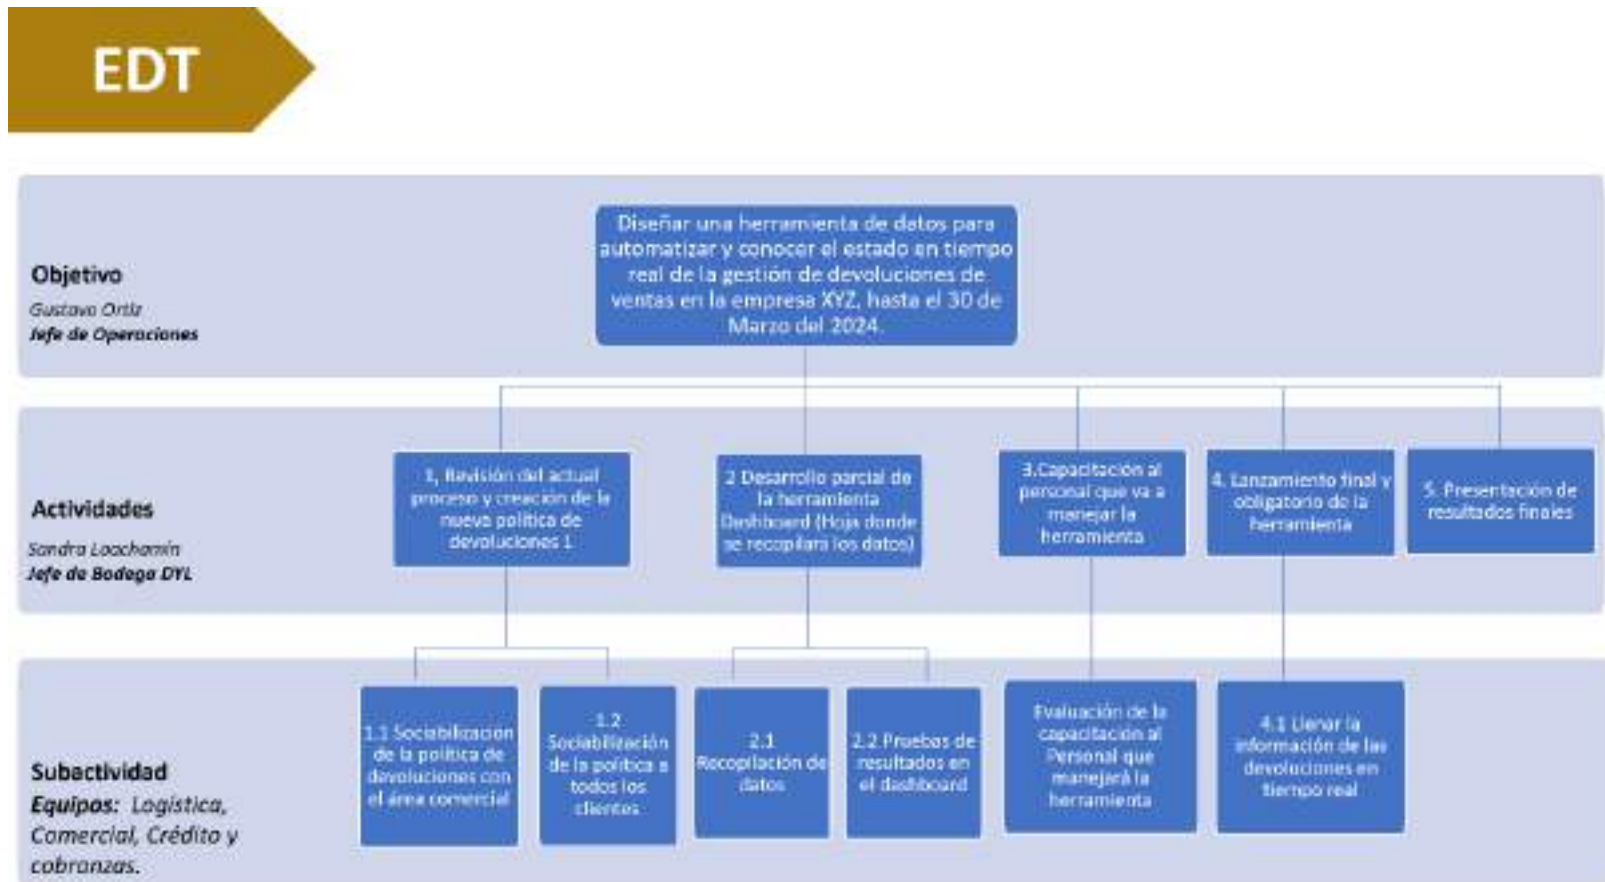 EDT
Objetivo
Gustavo Ortiz
Jefe de Operaciones
Diseñar una herramienta de datos para
automatizar y conocer el estado en tiempo
real de la gestión de devoluciones de
ventas en la empresa XYZ, hasta el 30 de
Marzo del 2024.
Actividades
Sandra Loachamín
Jefe de Bodega DYL
1, Revisión del actual
proceso y creación de la
nueva política de
devoluciones 1
2 Desarrollo parcial de
la herramienta
Dashboard (Hoja donde
se recopilara los datos)
3.Capacitación al
personal que va a
manejar la
herramienta
4. Lanzamiento final y
obligatorio de la
herramienta
5. Presentación de
resultados finales
Subactividad
Equipos: Logística,
Comercial, Crédito y
cobranzas.
1.1 Sociabilización
de la política de
devoluciones con
el área comercial
1.2
Sociabilización
de la política a
todos los
clientes
2.1
Recopilación de
datos
2.2 Pruebas de
resultados en
el dashboard
Evaluación de la
capacitación al
Personal que
manejará la
herramienta
4.1 Llenar la
información de las
devoluciones en
tiempo real